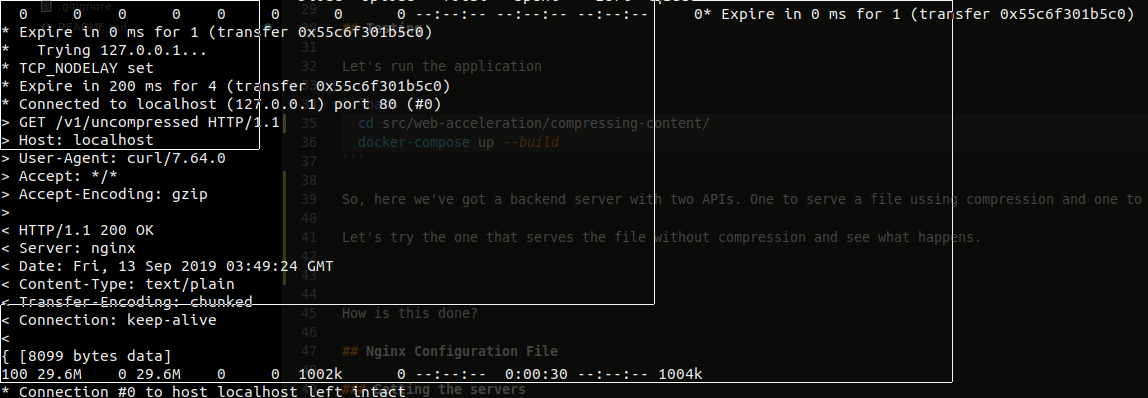 .gitignore
0 0 0 0 0 0 0 0 --:--:-- --:--:-- --:--:-- 0* Expire in 0 ms for 1 (transfer 0x55c6f301b5c0)
* Expire in 0 ms for 1 (transfer 0x55c6f301b5c0)
*   Trying 127.0.0.1...
* TCP_NODELAY set
* Expire in 200 ms for 4 (transfer 0x55c6f301b5c0)
* Connected to localhost (127.0.0.1) port 80 (#0)
> GET /v1/uncompressed HTTP/1.1
> Host: localhost
> User-Agent: curl/7.64.0
> Accept: */*
> Accept-Encoding: gzip
>
< HTTP/1.1 200 OK
< Server: nginx
< Date: Fri, 13 Sep 2019 03:49:24 GMT
< Content-Type: text/plain
< Transfer-Encoding: chunked
< Connection: keep-alive
<
{ [8099 bytes data]
100 29.6M 0 29.6M 0 0 1002k 0 --:--:-- 0:00:30 --:--:-- 1004k
* Connection #0 to host localhost left intact
29
31
32 Let's run the application
35 cd src/web-acceleration/compressing-content/
36 docker-compose up --build
37 ```
38
39 So, here we've got a backend server with two APIs. One to serve a file ussing compression and one to
40
41 Let's try the one that serves the file without compression and see what happens.
44
45 How is this done?
46
47 ## Nginx Configuration File
### Setting the servers